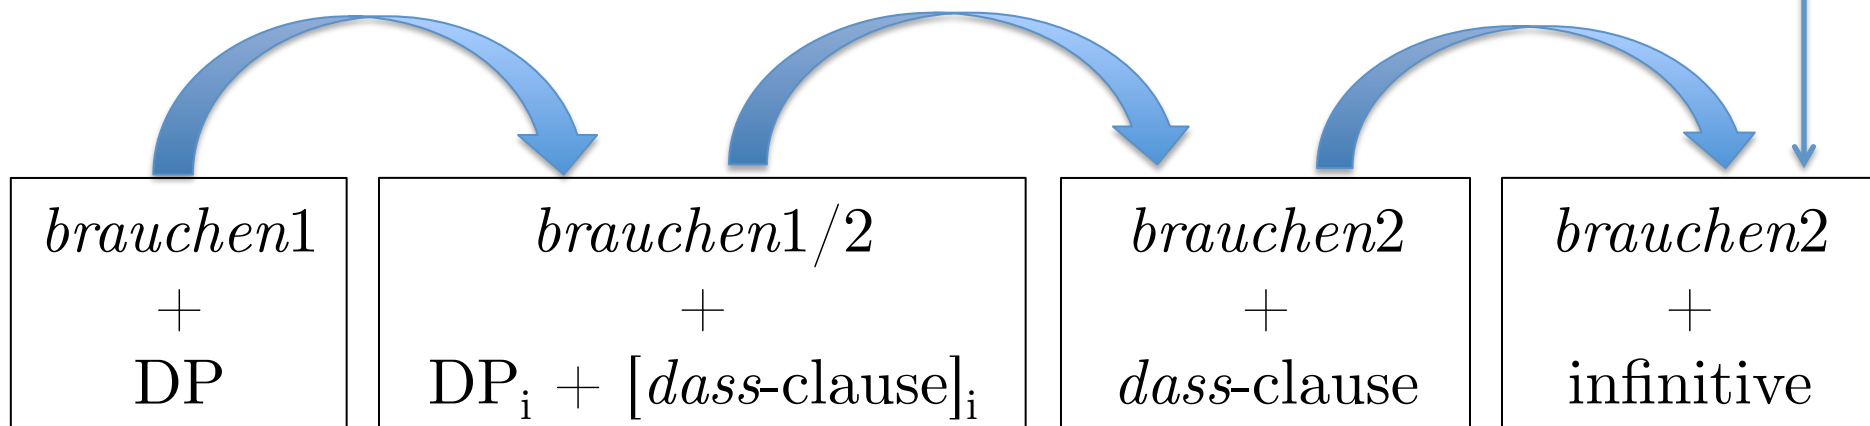 brauchen1
+
DP
brauchen1/2
+
DPi + [dass-clause]i
brauchen2
+
dass-clause
brauchen2
+
infinitive